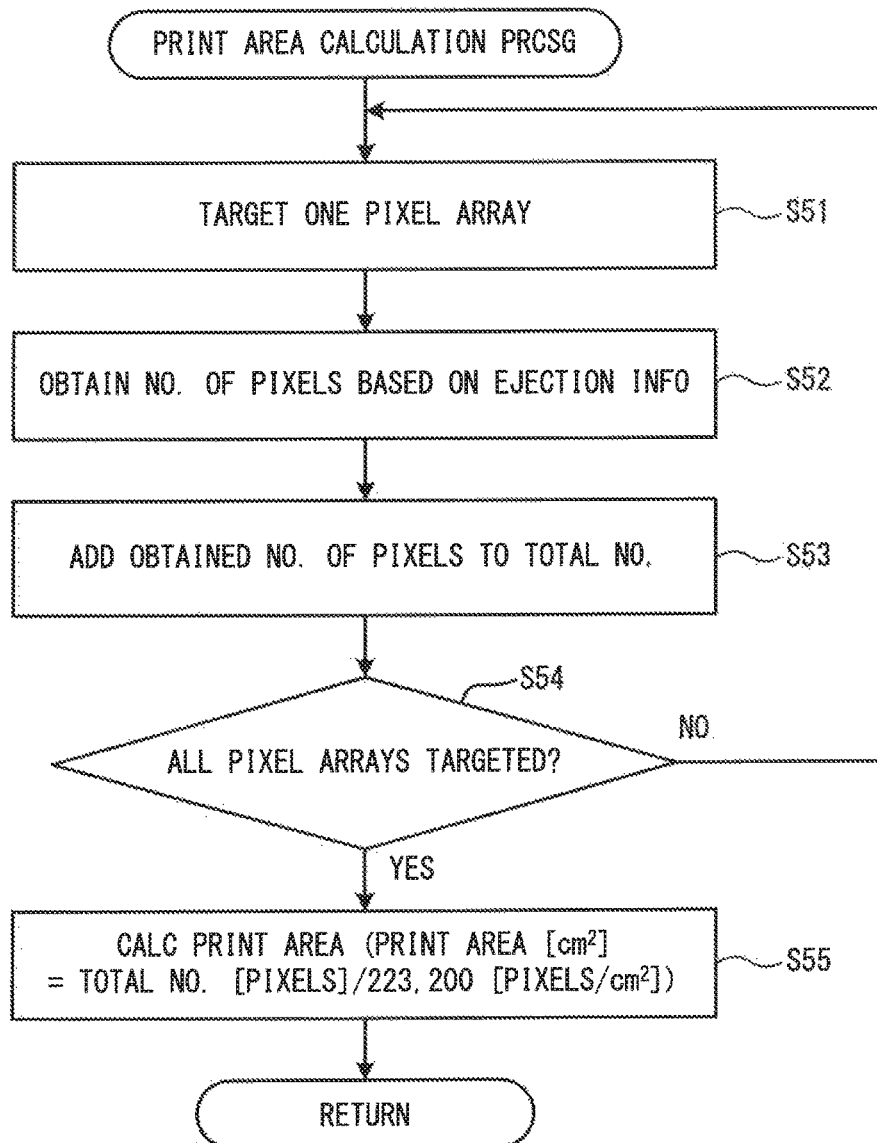 PRINT AREA CALCULATION PRCSG
TARGET ONE PIXEL ARRAY
S51
OBTAIN NO. OF PIXELS BASED ON EJECTION INFO
S52
ADD OBTAINED NO. OF PIXELS TO TOTAL NO.
S53
S54
ALL PIXEL ARRAYS TARGETED?
NO
YES
CALC PRINT AREA (PRINT AREA [cm²]
= TOTAL NO. [PIXELS]/223,200 [PIXELS/cm²])
S55
RETURN